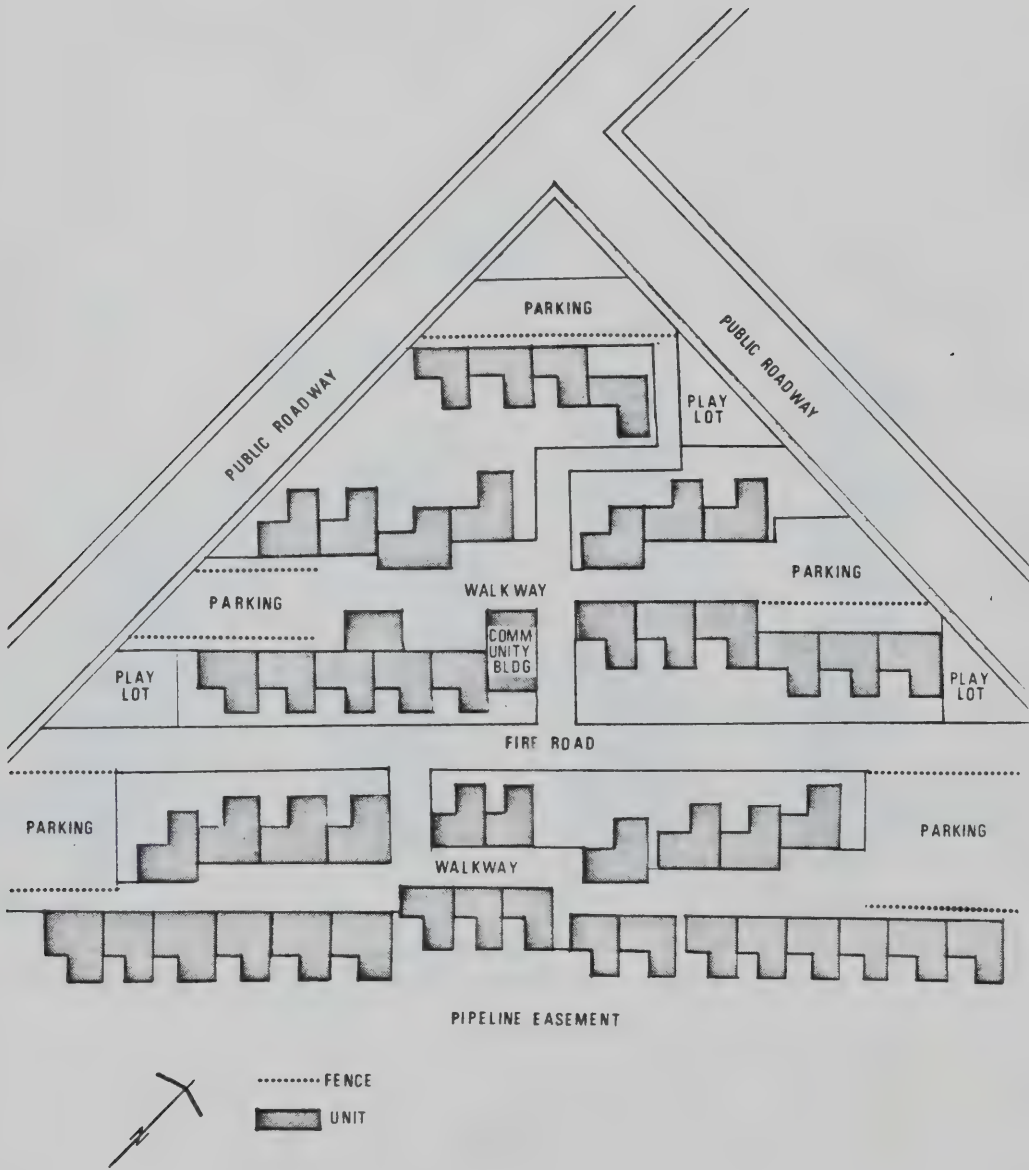 PARKING
PUBLIC ROADWAY
PUBLIC ROADWAY
PLAY
LOT
WALKWAY
PARKING
PARKING
COMM
UNITY
BLDG
PLAY
LOT
PLAY
LOT
FIRE ROAD
PARKING
PARKING
WALKWAY
PIPELINE EASEMENT
N
FENCE
UNIT